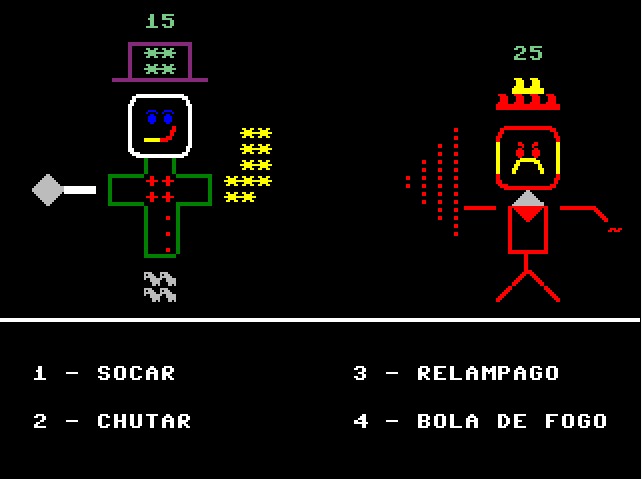 15
25
1 - SOCAR
3 - RELAMPAGO
2 - CHUTAR
4 - BOLA DE FOGO